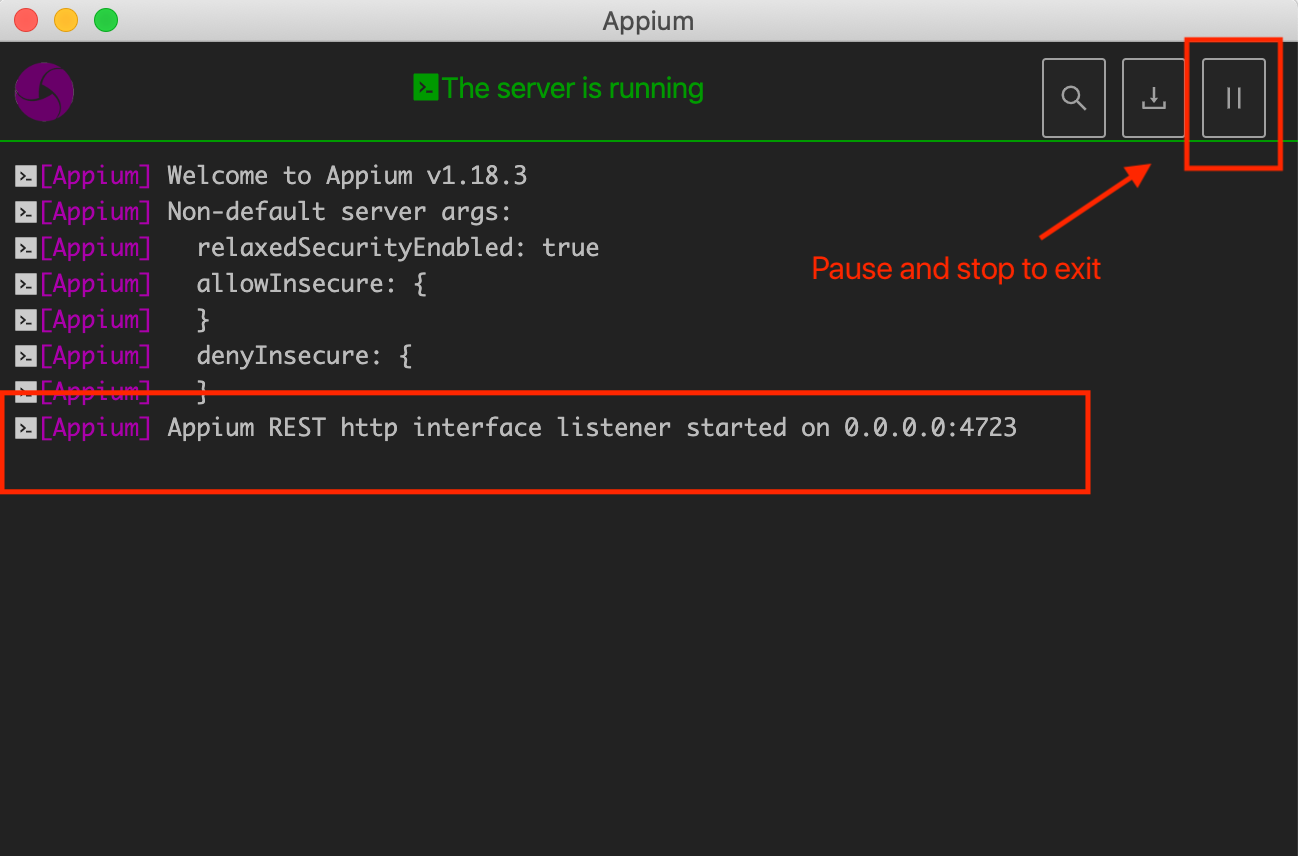 Appium
The server is running
[Appium] Welcome to Appium v1.18.3
[Appium] Non-default server args:
[Appium]   relaxedSecurityEnabled: true
[Appium]   allowInsecure: {
[Appium]   }
[Appium]   denyInsecure: {
[Appium]   }
[Appium] Appium REST http interface listener started on 0.0.0.0:4723
Pause and stop to exit